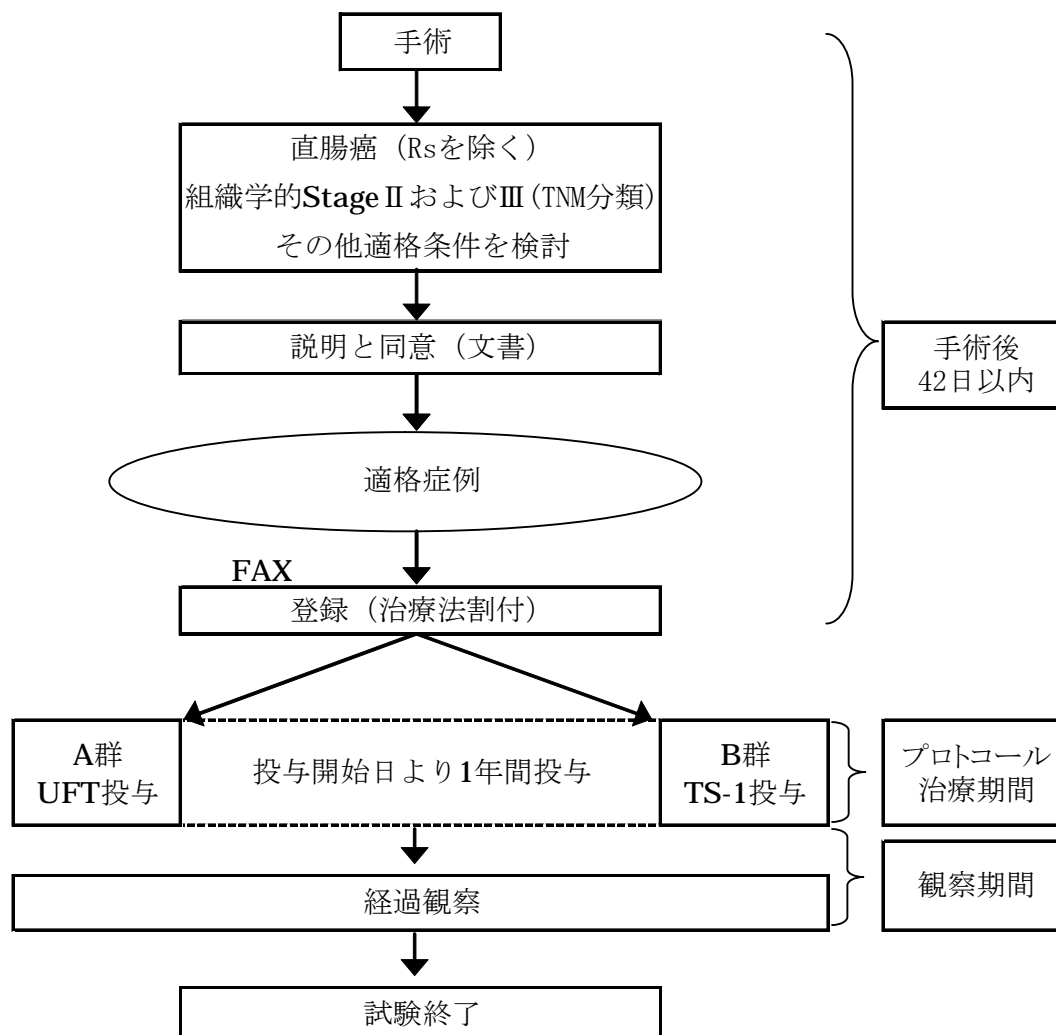 手術
直腸癌（Rsを除く）
組織学的StageⅡおよびⅢ(TNM分類)
その他適格条件を検討
説明と同意（文書）
手術後
42日以内
適格症例
FAX
登録（治療法割付）
A群
UFT投与
投与開始日より1年間投与
B群
TS-1投与
プロトコール
治療期間
経過観察
観察期間
試験終了